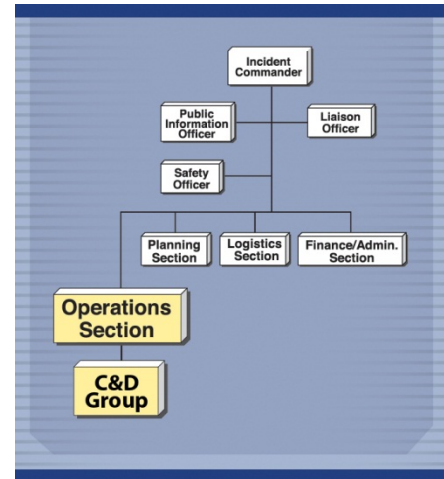 Incident
Commander
Public
Information
Officer
Liaison
Officer
Safety
Officer
Planning
Section
Logistics
Section
Finance/Admin.
Section
Operations
Section
C&D
Group